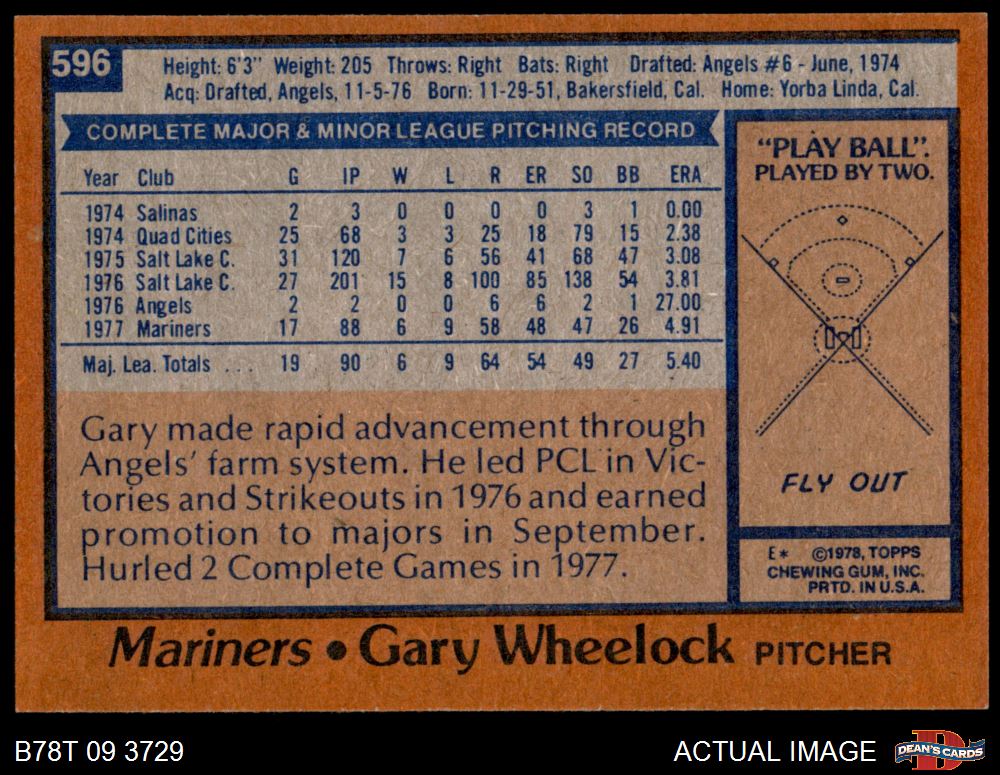 596
Height: 6'3" Weight: 205 Throws: Right Bats: Right Drafted: Angels #6 - June, 1974
Acq: Drafted, Angels, 11-5-76 Born: 11-29-51, Bakersfield, Cal. Home: Yorba Linda, Cal.
COMPLETE MAJOR & MINOR LEAGUE PITCHING RECORD
Year Club G IP W L R ER SO BB ERA
1974 Salinas 2 3 0 0 0 0 3 1 0.00
1974 Quad Cities 25 68 3 3 25 18 79 15 2.38
1975 Salt Lake C. 31 120 7 6 56 41 68 47 3.08
1976 Salt Lake C. 27 201 15 8 100 85 138 54 3.81
1976 Angels 2 2 0 0 6 6 2 1 27.00
1977 Mariners 17 88 6 9 58 48 47 26 4.91
Maj. Lea. Totals ... 19 90 6 9 64 54 49 27 5.40
Gary made rapid advancement through
Angels' farm system. He led PCL in Vic-
tories and Strikeouts in 1976 and earned
promotion to majors in September.
Hurled 2 Complete Games in 1977.
"PLAY BALL".
PLAYED BY TWO.
FLY OUT
E* ©1978, TOPPS
CHEWING GUM, INC.
PRTD. IN U.S.A.
Mariners • Gary Wheelock PITCHER
B78T 09 3729
ACTUAL IMAGE
D
DEAN'S CARDS